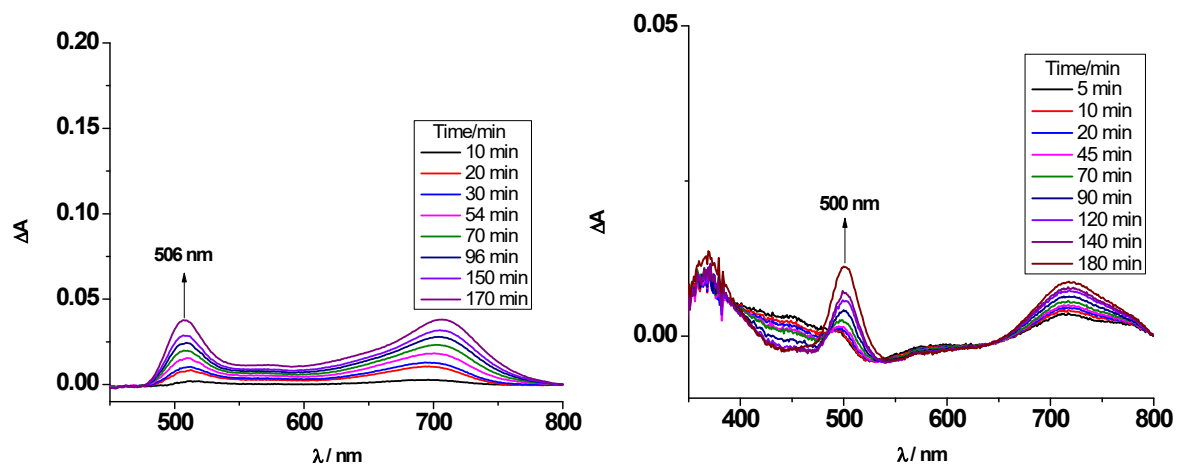 0.20
0.15
0.10
0.05
0.00
ΔA
506 nm
Time/min
10 min
20 min
30 min
54 min
70 min
96 min
150 min
170 min
500
600
700
800
λ/ nm
0.05
0.00
ΔA
500 nm
Time/min
5 min
10 min
20 min
45 min
70 min
90 min
120 min
140 min
180 min
400
500
600
700
800
λ/ nm